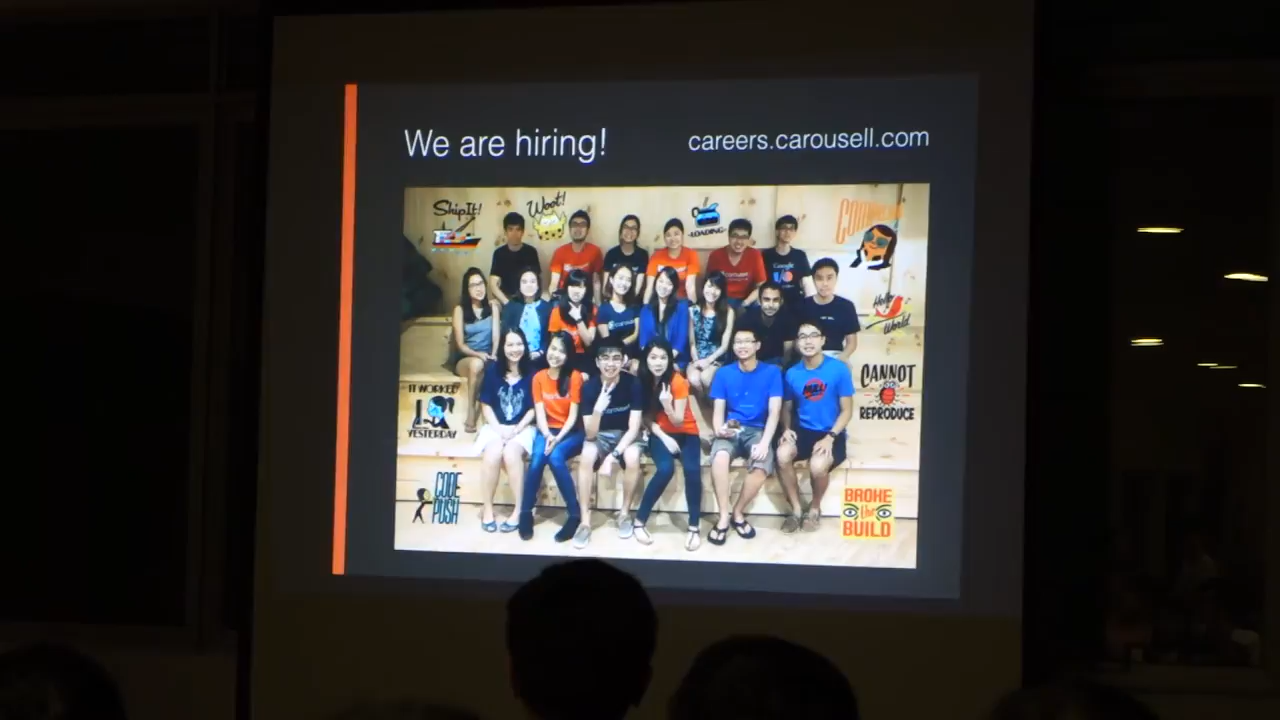 We are hiring!
careers.carousell.com
ShipIt!
Woot!
-LOADING-
Hello
World
Google
I/O
IT WORKED
YESTERDAY
CANNOT
REPRODUCE
CODE
PUSH
BROKE
the
BUILD